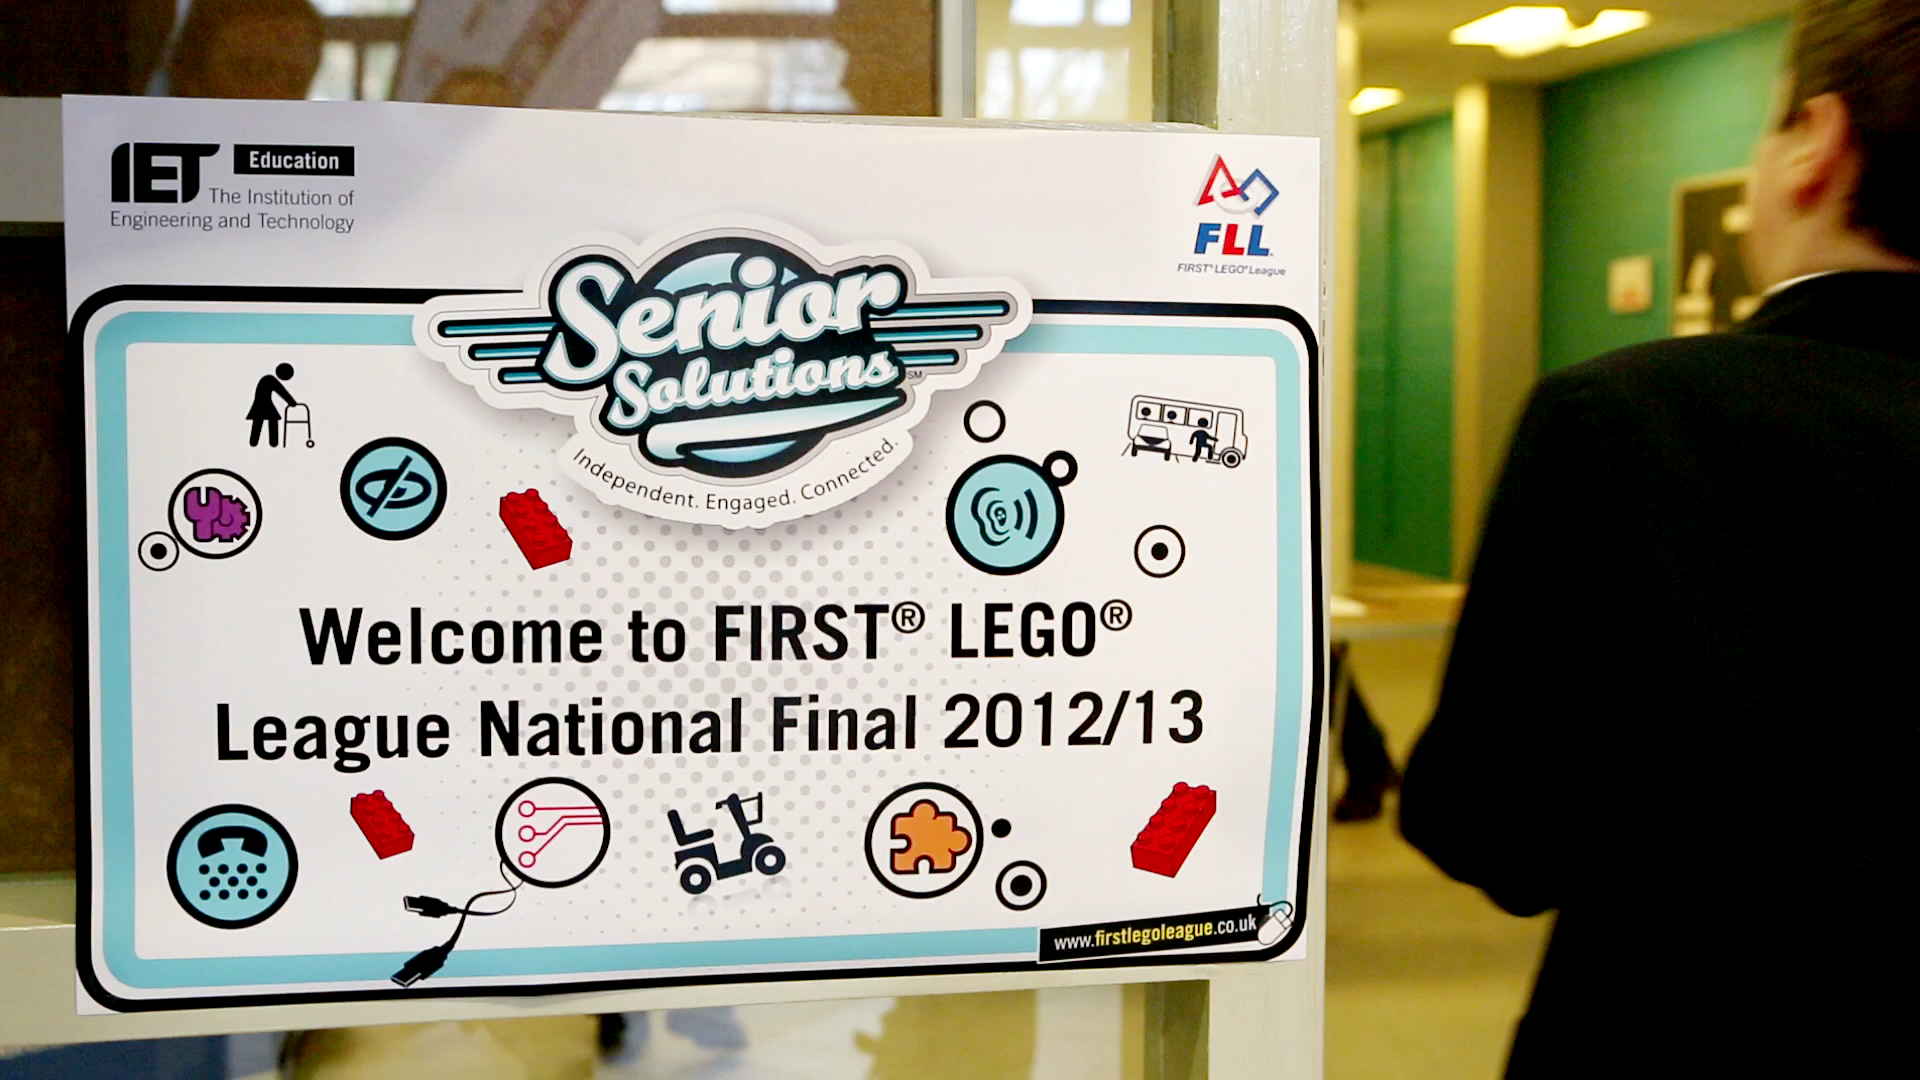 IET Education
The Institution of
Engineering and Technology
FLL
FIRST® LEGO® League
Senior
Solutions SM
Independent. Engaged. Connected.
Welcome to FIRST® LEGO®
League National Final 2012/13
www.firstlegoleague.co.uk